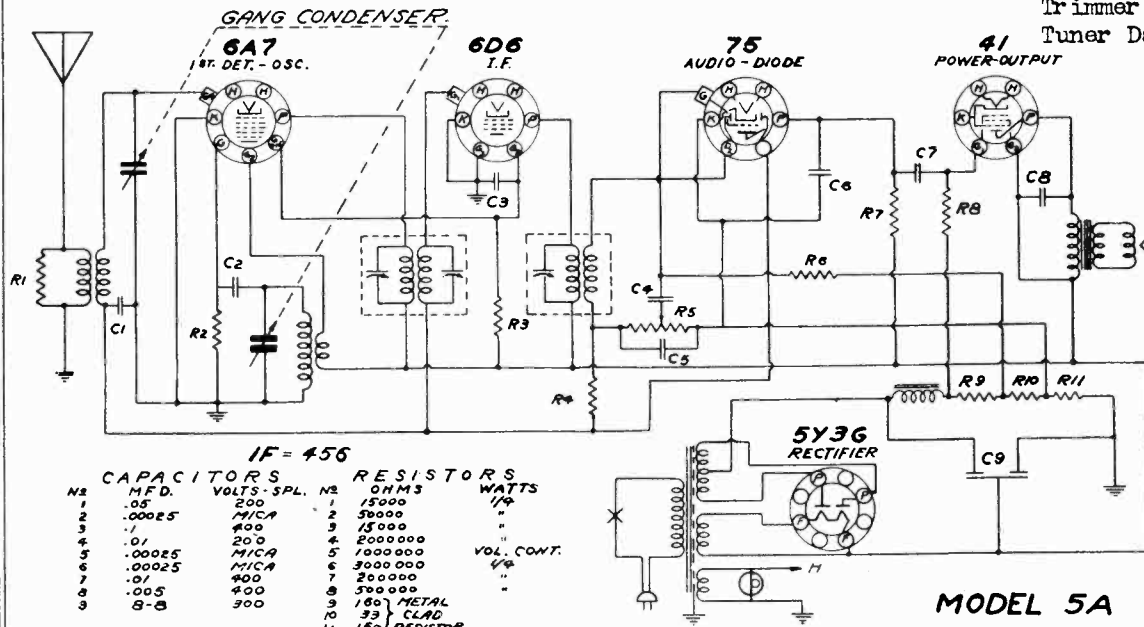 Trimmer
Tuner Da
GANG CONDENSER.
6A7
1ST. DET. - OSC.
6D6
I.F.
75
AUDIO - DIODE
41
POWER-OUTPUT
G H H
K P
G G2
G H H
K P
G H H
K P
H H
K P
C3
C6
C7
C8
R1
C1
C2
R2
R3
C4
R5
C5
R4
R6
R7
R8
R9 R10 R11
C9
5Y3G
RECTIFIER
P P
F F
H
IF = 456
CAPACITORS RESISTORS
No MFD. VOLTS-SPL. No OHMS WATTS
1 .05 200 1 15000 1/4
2 .00025 MICA 2 50000 "
3 .1 400 3 15000 "
4 .01 200 4 2000000 "
5 .00025 MICA 5 1000000 VOL. CONT.
6 .00025 MICA 6 3000000 1/4
7 .01 400 7 200000 "
8 .005 400 8 500000 "
9 8-8 300 9 160 } METAL
10 33 } CLAD
MODEL 5A